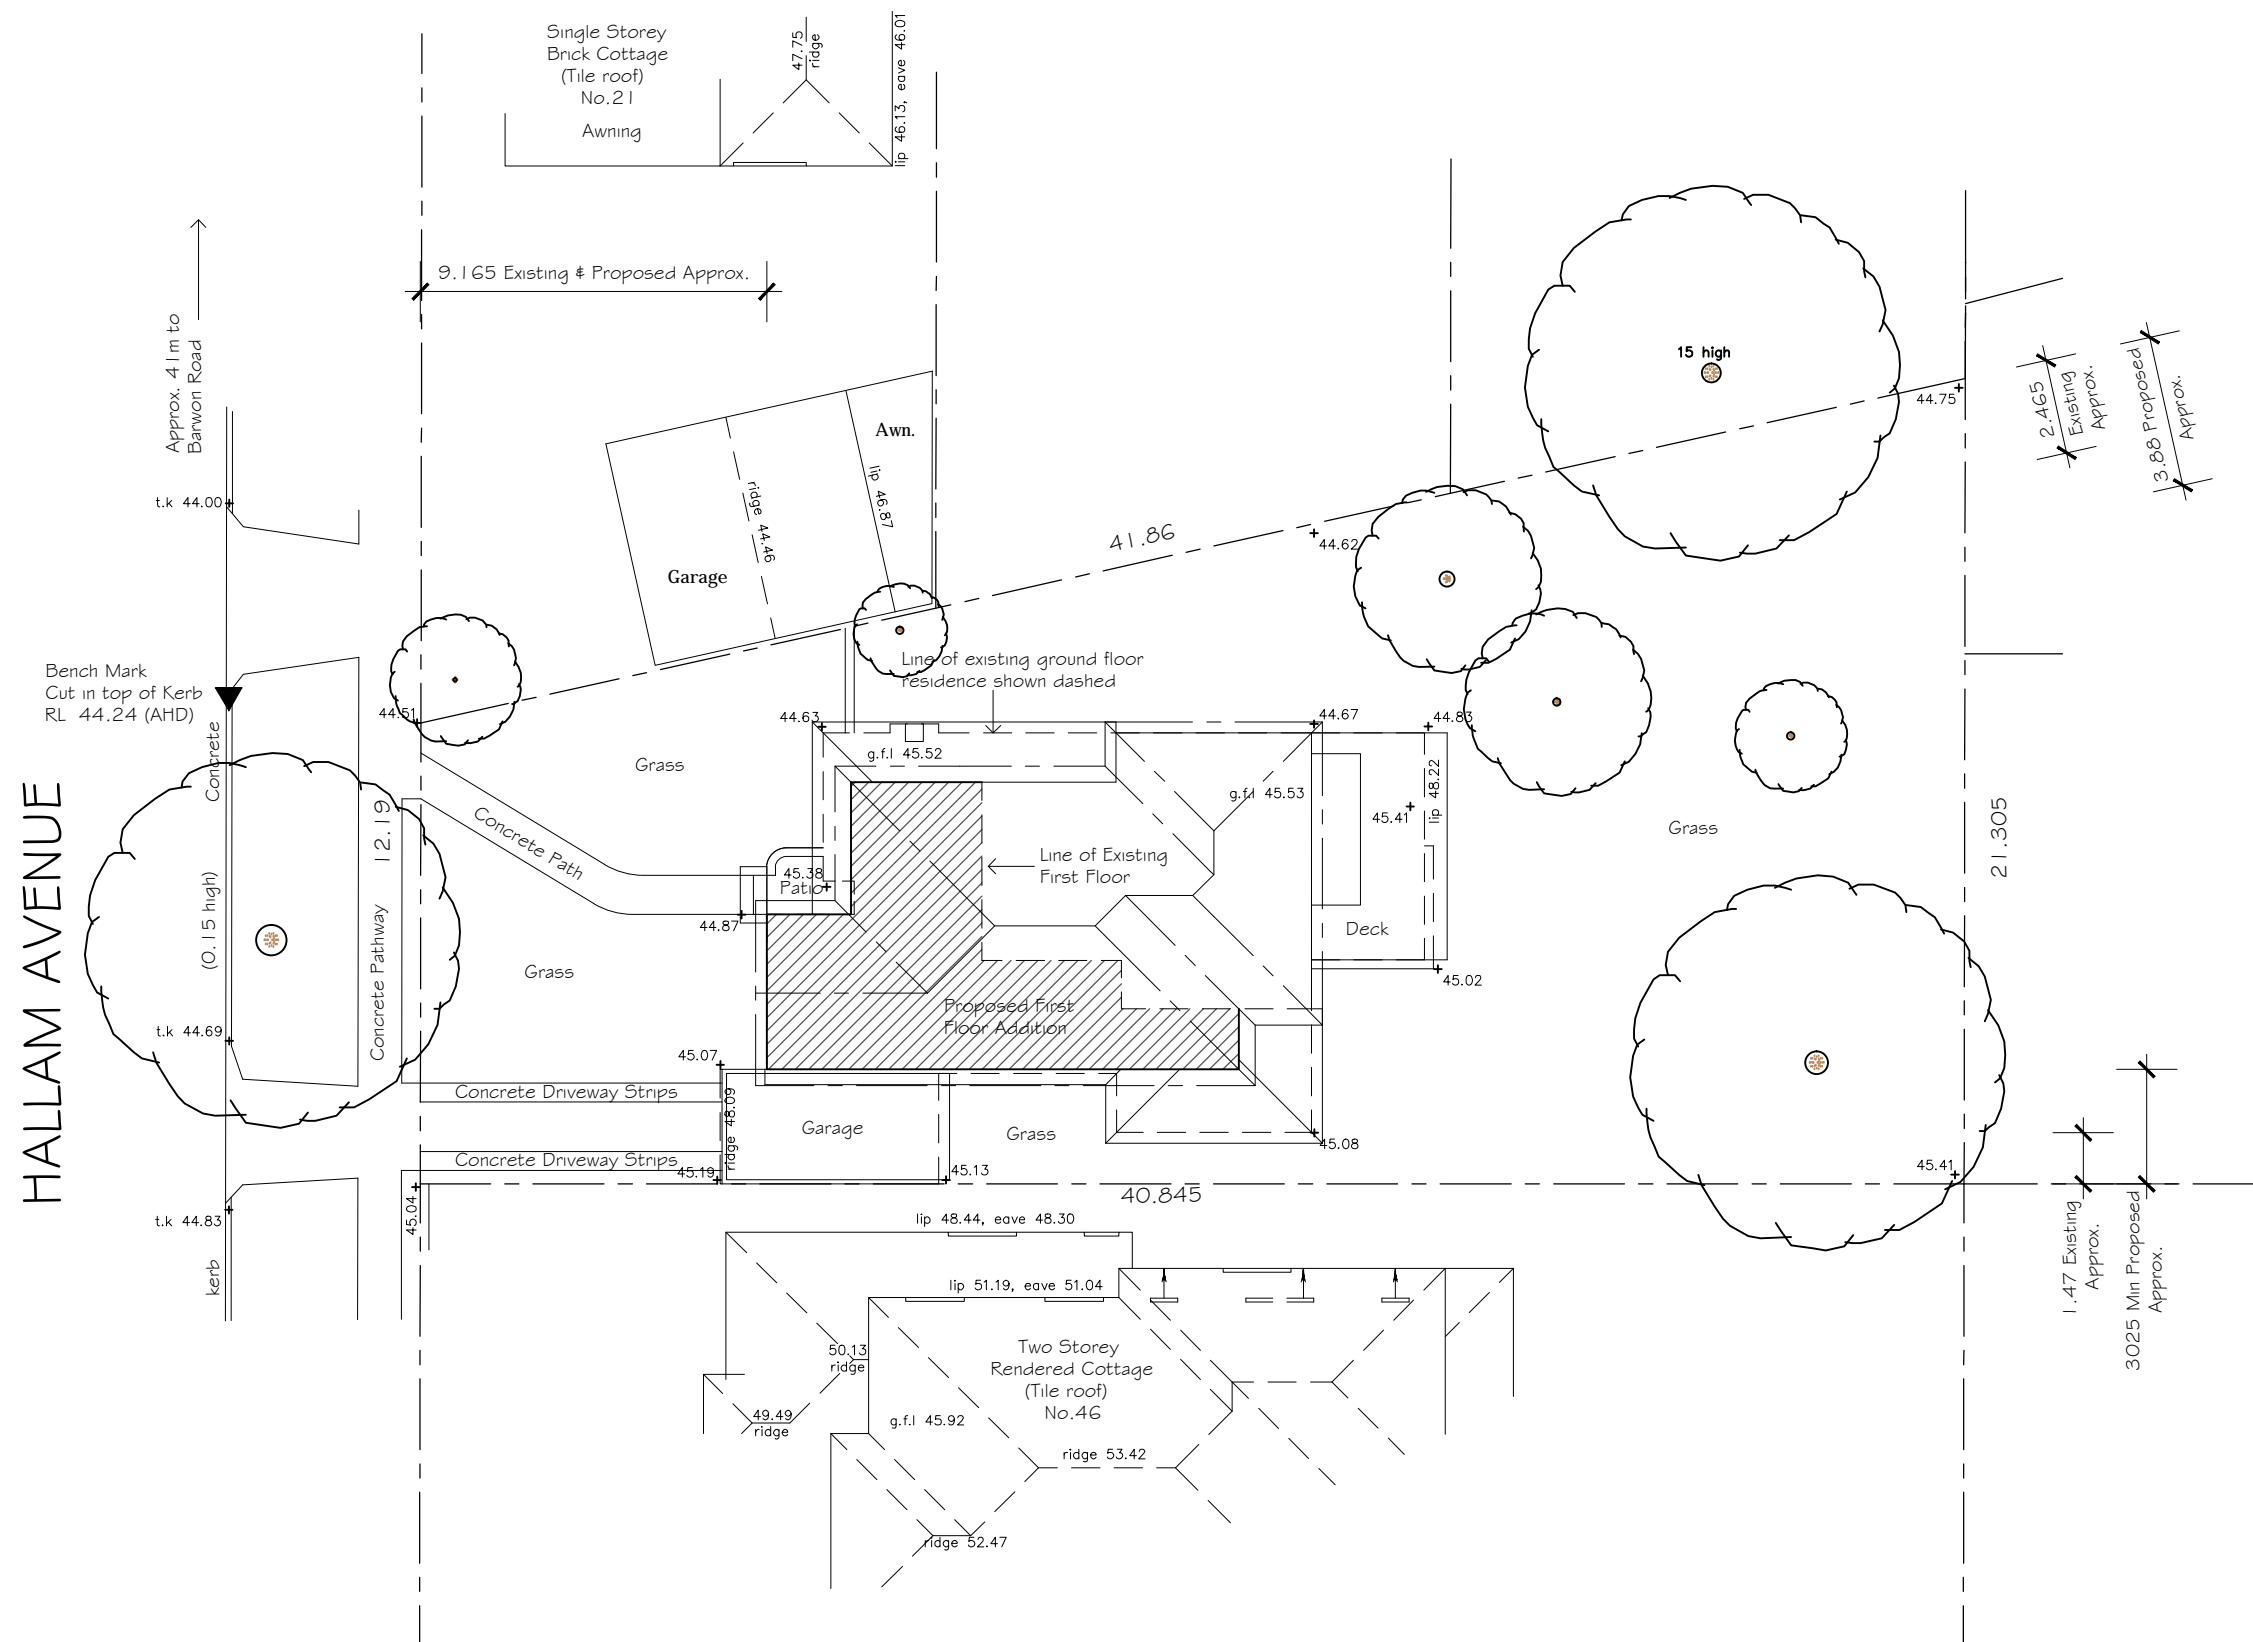 Single Storey
Brick Cottage
(Tile roof)
No.21
Awning
47.75
ridge
lip 46.13, eave 46.01
9.165 Existing & Proposed Approx.
Approx. 41m to
Barwon Road
t.k 44.00
Awn.
lip 46.87
ridge 44.46
Garage
41.86
44.62
15 high
44.75
2.465
Existing
Approx.
3.88 Proposed
Approx.
Bench Mark
Cut in top of Kerb
RL 44.24 (AHD)
44.51
Line of existing ground floor
residence shown dashed
44.63
44.67
44.83
g.f.l 45.52
g.f.l 45.53
45.41
lip 48.22
Grass
Grass
Concrete
12.19
Concrete Path
Line of Existing
First Floor
45.38
Patio
44.87
Deck
45.02
21.305
HALLAM AVENUE
(0.15 high)
Concrete Pathway
Grass
Proposed First
Floor Addition
t.k 44.69
45.07
Concrete Driveway Strips
ridge 48.09
Garage
Grass
45.08
Concrete Driveway Strips
45.19
45.13
45.41
40.845
45.04
t.k 44.83
kerb
1.47 Existing
Approx.
3025 Min Proposed
Approx.
lip 48.44, eave 48.30
lip 51.19, eave 51.04
50.13
ridge
Two Storey
Rendered Cottage
(Tile roof)
No.46
49.49
ridge
g.f.l 45.92
ridge 53.42
ridge 52.47